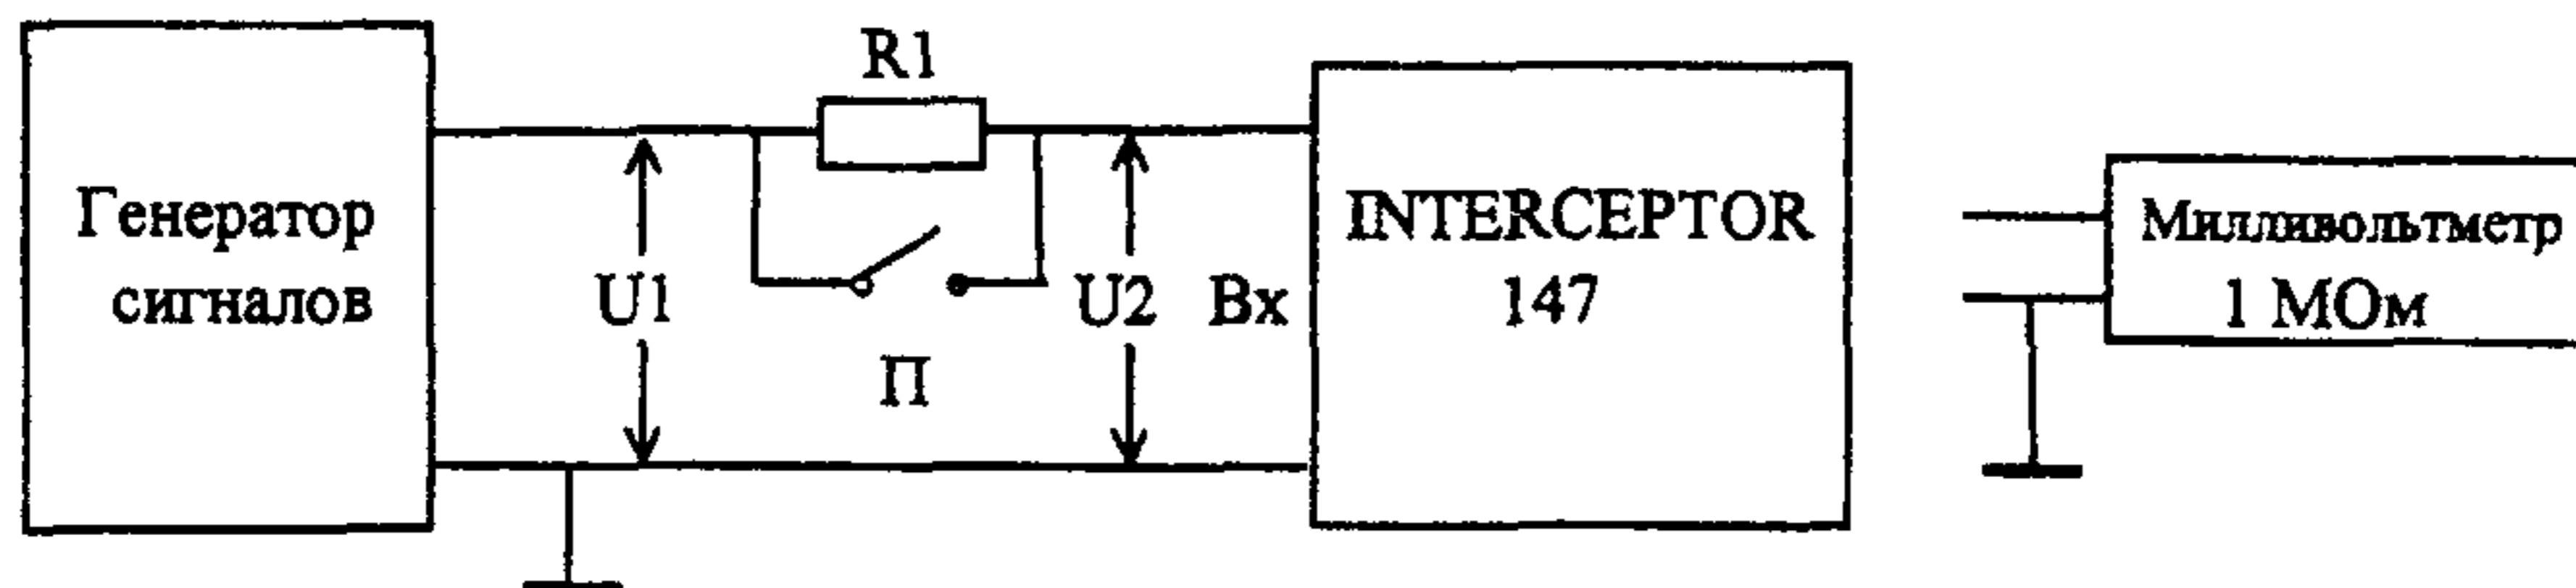 R1
Генератор
сигналов
U1
П
U2
Вх
INTERCEPTOR
147
Милливольтметр
1 МОм